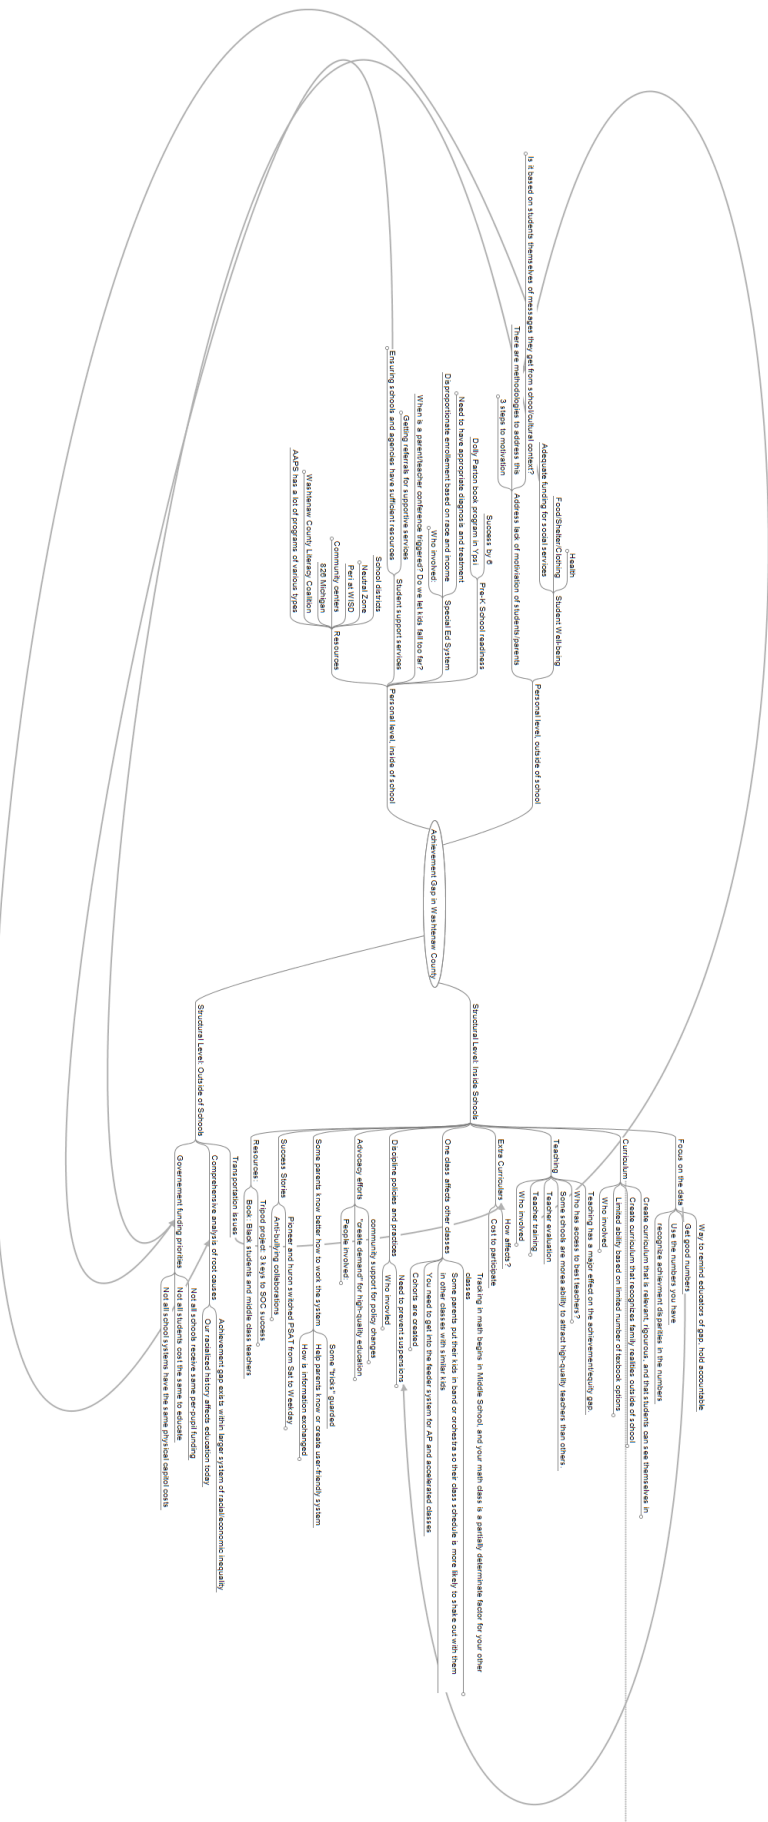 Achievement Gap in Washtenaw County
Personal level, outside of school
Student Well-being
Health
Food/Shelter/Clothing
Adequate funding for social services
Address lack of motiviation of students/parents
Is it based on students themselves of messages they get from school/cultural context?
There are methodologies to address this
3 steps to motivation
Personal level, inside of school
Pre-K School readiness
Success by 6
Dolly Parton book program in Ypsi
Special Ed System
Need to have appropriate diagnosis and treatment
Disproportionate enrollement based on race and income
Who involved:
When is a parent/teacher conference triggered? Do we let kids fall too far?
Student support services
Getting referrals for supportive services
Ensuring schools and agencies have sufficient resources
Resources
School districts
Neutral Zone
Peri at WISD
Community centers
826 Michigan
Washtenaw County Literacy Coalition
AAPS has a lot of programs of various types
Structural Level: Inside Schools
Focus on the data
Way to remind educators of gap, hold accountable
Get good numbers
Use the numbers you have
recognize achievment disparities in the numbers
Curriculum
Create curriculum that is relevant, rigourous, and that students can see themselves in
Create curriculum that recognizes family realities outside of school
Limited ability based on limited number of texbook options
Who involved
Teaching
Teaching has a major effect on the achievement/equity gap.
Who has access to best teachers?
Some schools are morea ability to attract high-quality teachers than others.
Teacher evaluation
Teacher training
Who involved
Extra Curriculars
How affects?
Cost to participate
One class affects other classes
Tracking in math begins in Middle School, and your math class is a partially determinate factor for your other
classes
Some parents put their kids in band or orchestra so their class schedule is more likely to shake out with them
in other classes with similar kids
You need to get into the feeder system for AP and accelerated classes
Cohorts are created
Discipline policies and practices
Need to prevent suspensions
Who invovled
Advocacy efforts
community support for policy changes
"create demand" for high-quality education
People involved:
Some parents know better how to work the system
Some "tricks" guarded
Help parents know or create user-friendly system
How is information exchanged
Success Stories
Pioneer and huron switched PSAT from Sat to Weekday
Anti-bullying collaborations
Resources:
Tripod project: 3 keys to SOC success
Book: Black students and middle class teachers
Structural Level: Outside of Schools
Transportation issues
Comprehensive analysis of root causes
Achievement gap exists within larger system of racial/economic inequality
Our racialized history affects education today
Government funding priorities
Not all schools receive same per-pupil funding
Not all students cost the same to educate
Not all school systems have the same physical capitol costs